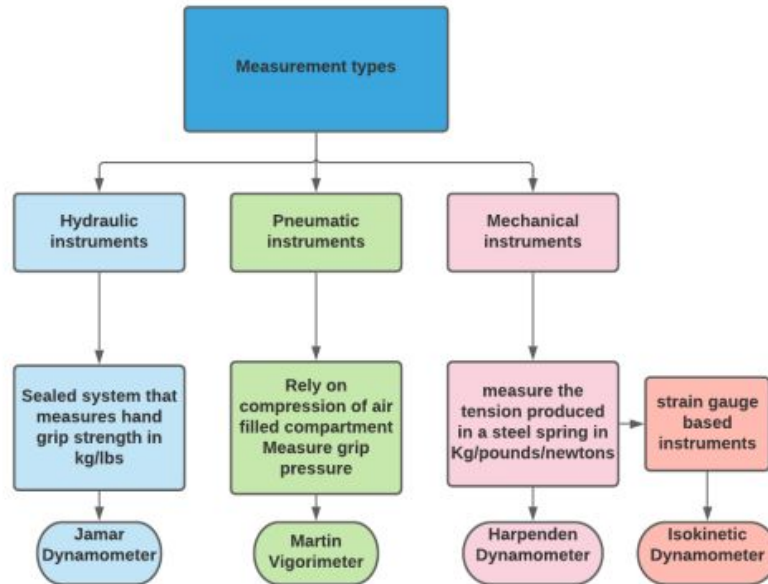 Measurement types
Hydraulic
instruments
Pneumatic
instruments
Mechanical
instruments
Sealed system that
measures hand
grip strength in
kg/lbs
Rely on
compression of air
filled compartment
Measure grip
pressure
measure the
tension produced
in a steel spring in
Kg/pounds/newtons
strain gauge
based
instruments
Jamar
Dynamometer
Martin
Vigorimeter
Harpenden
Dynamometer
Isokinetic
Dynamometer